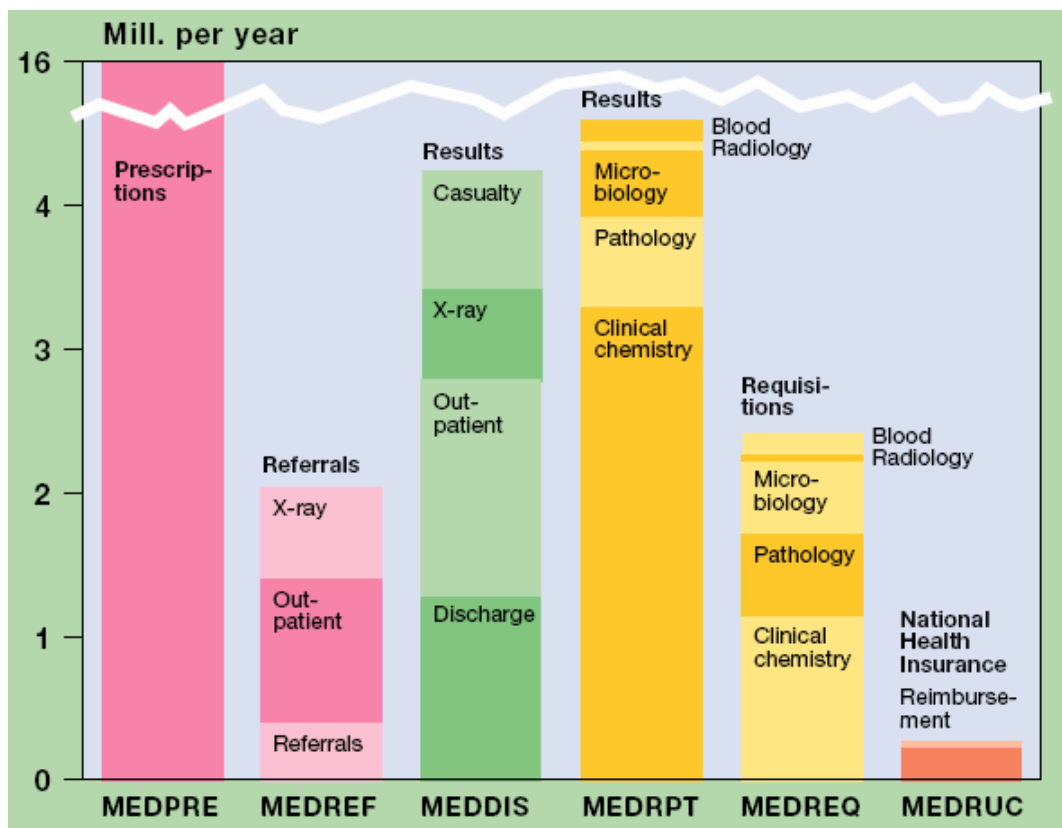 Mill. per year
16
4
3
2
1
0
Prescrip-
tions
Referrals
X-ray
Out-
patient
Referrals
Results
Casualty
X-ray
Out-
patient
Discharge
Results
Blood
Radiology
Micro-
biology
Pathology
Clinical
chemistry
Requisi-
tions
Blood
Radiology
Micro-
biology
Pathology
Clinical
chemistry
National
Health
Insurance
Reimburse-
ment
MEDPRE
MEDREF
MEDDIS
MEDRPT
MEDREQ
MEDRUC